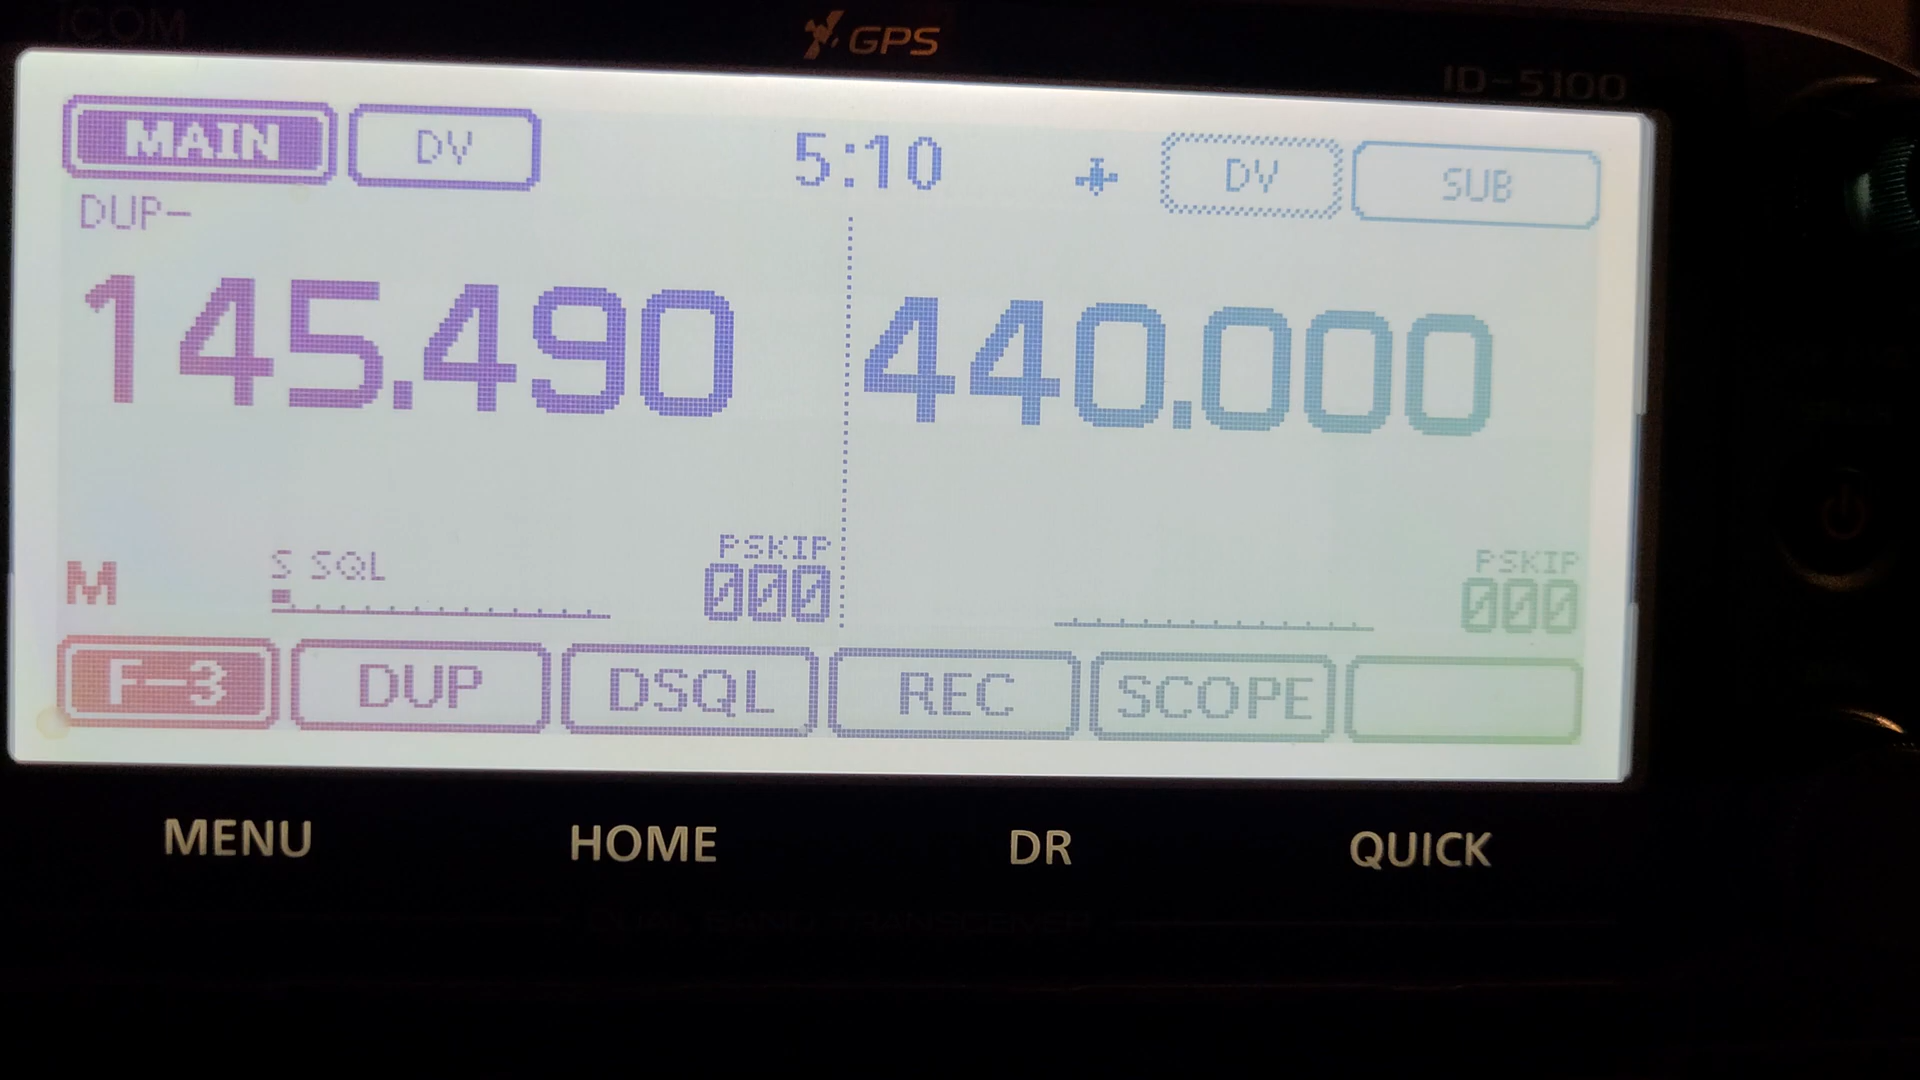 ICOM
GPS
ID-5100
MAIN DV 5:10 DV SUB
DUP-
145.490 440.000
S SQL PSKIP PSKIP
M 000 000
F-3 DUP DSQL REC SCOPE
MENU HOME DR QUICK
DUAL BAND TRANSCEIVER